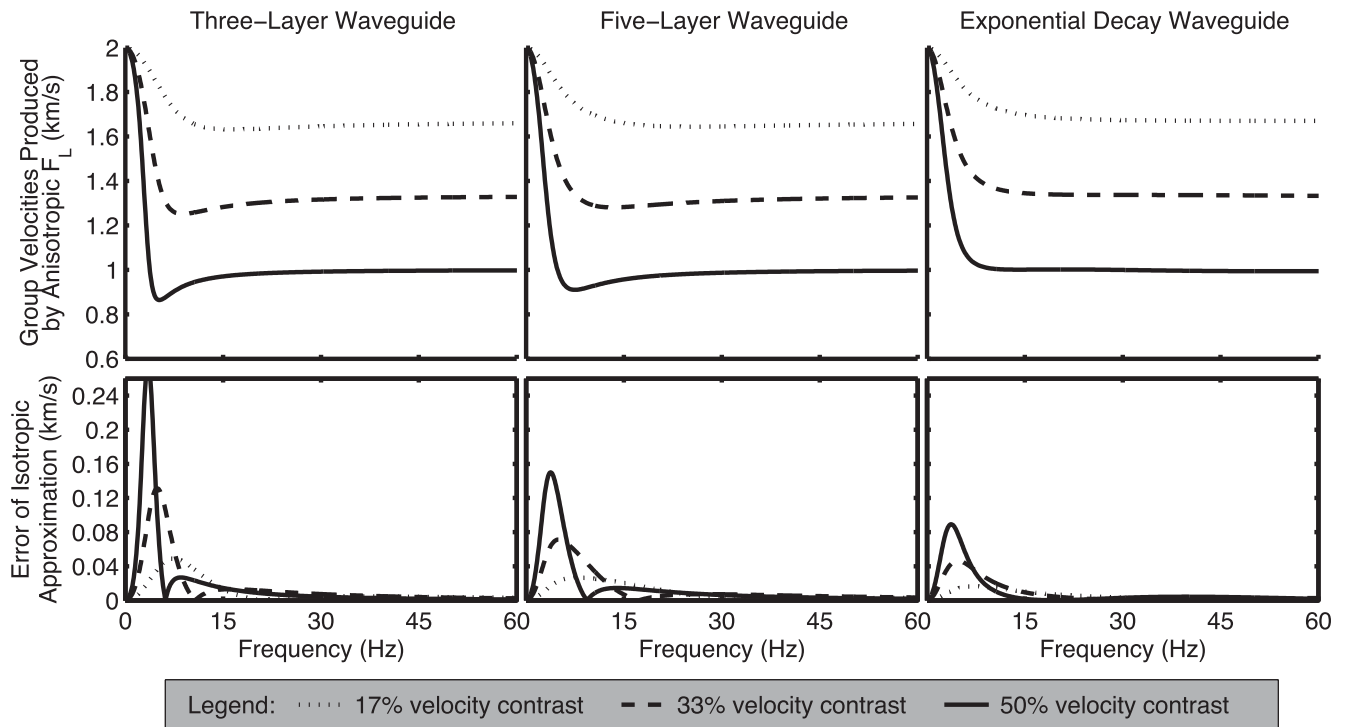 Three−Layer Waveguide
Five−Layer Waveguide
Exponential Decay Waveguide
Group Velocities Produced
by Anisotropic F_L (km/s)
2
1.8
1.6
1.4
1.2
1
0.8
0.6
Error of Isotropic
Approximation (km/s)
0.24
0.2
0.16
0.12
0.08
0.04
0
0 15 30 45 60
15 30 45 60
15 30 45 60
Frequency (Hz)
Frequency (Hz)
Frequency (Hz)
Legend: 17% velocity contrast 33% velocity contrast 50% velocity contrast